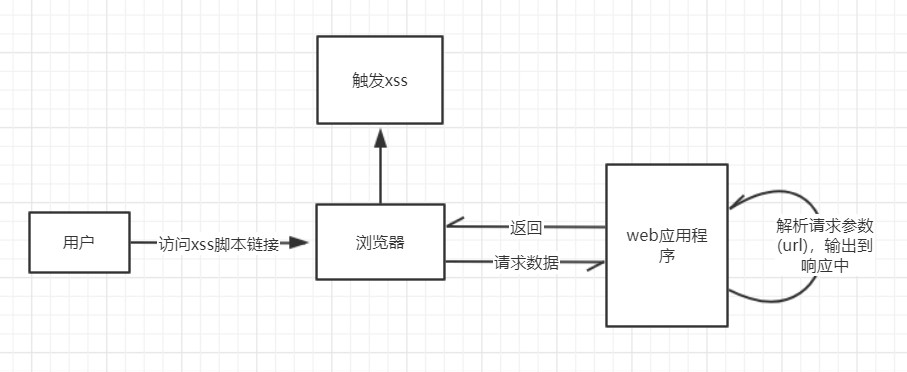 触发xss
用户
访问xss脚本链接
浏览器
返回
请求数据
web应用程
序
解析请求参数
(url)，输出到
响应中